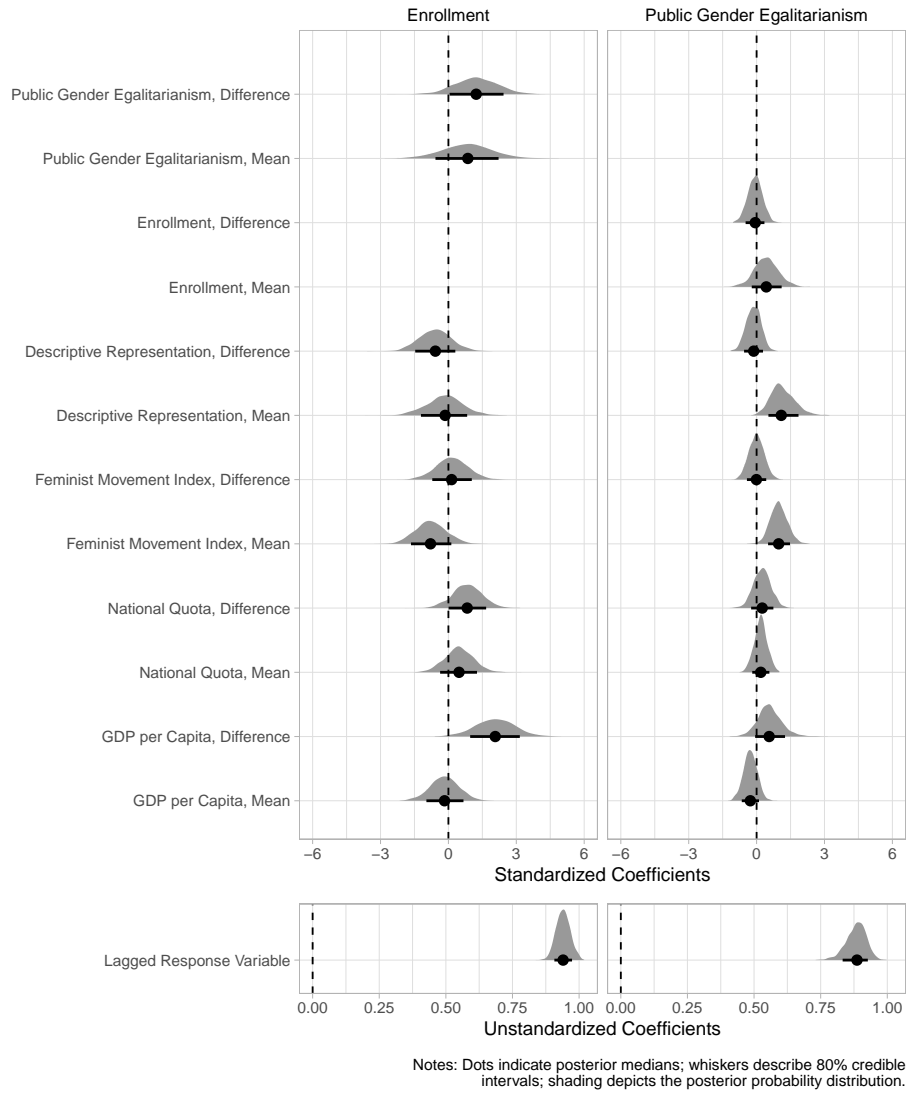 Enrollment
Public Gender Egalitarianism
Public Gender Egalitarianism, Difference
Public Gender Egalitarianism, Mean
Enrollment, Difference
Enrollment, Mean
Descriptive Representation, Difference
Descriptive Representation, Mean
Feminist Movement Index, Difference
Feminist Movement Index, Mean
National Quota, Difference
National Quota, Mean
GDP per Capita, Difference
GDP per Capita, Mean
−6 −3 0 3 6 −6 −3 0 3 6
Standardized Coefficients
Lagged Response Variable
0.00 0.25 0.50 0.75 1.00 0.00 0.25 0.50 0.75 1.00
Unstandardized Coefficients
Notes: Dots indicate posterior medians; whiskers describe 80% credible
intervals; shading depicts the posterior probability distribution.